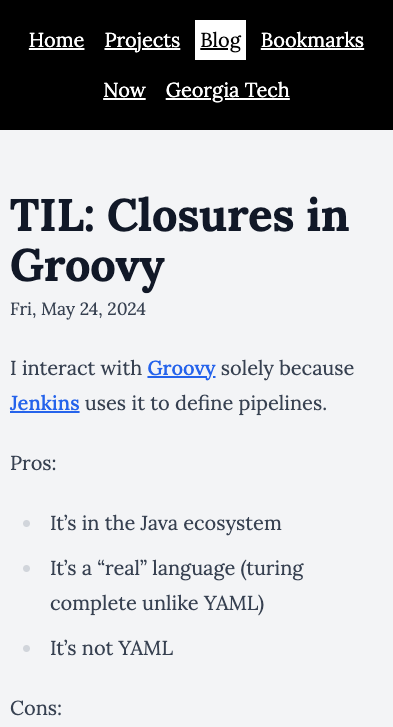 Home Projects Blog Bookmarks
Now Georgia Tech
TIL: Closures in
Groovy
Fri, May 24, 2024
I interact with Groovy solely because
Jenkins uses it to define pipelines.
Pros:
It’s in the Java ecosystem
It’s a “real” language (turing
complete unlike YAML)
It’s not YAML
Cons: